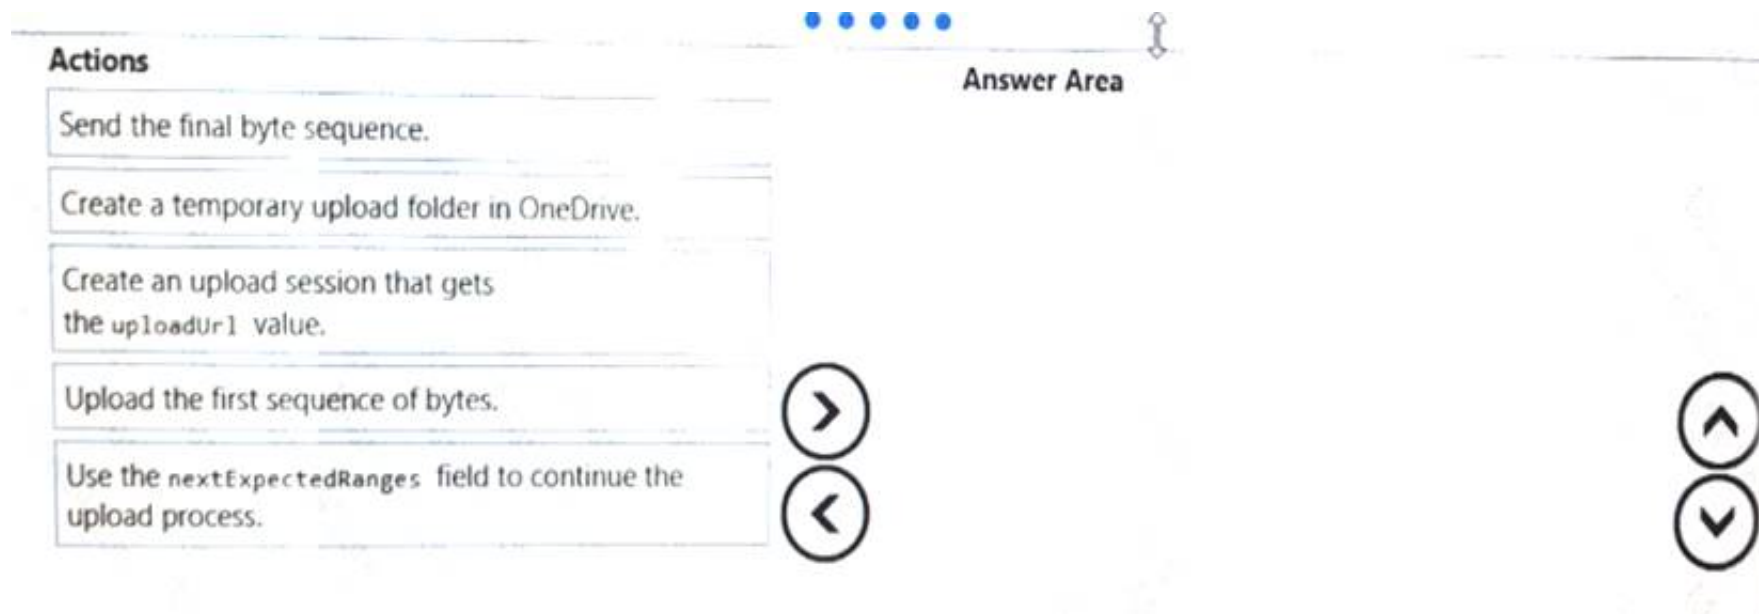 Actions
Answer Area
Send the final byte sequence.
Create a temporary upload folder in OneDrive.
Create an upload session that gets
the uploadUrl value.
Upload the first sequence of bytes.
Use the nextExpectedRanges field to continue the
upload process.